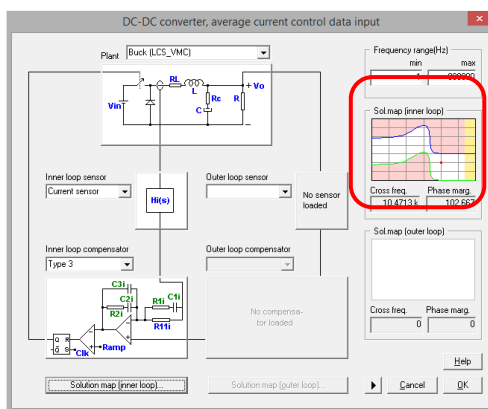 DC-DC converter, average current control data input
Plant Buck (LCS_VMC)
Frequency range(Hz)
min max
RL L + Vo
Vin Rc R
C
Sol.map (inner loop)
Cross freq. Phase marg.
10.4713 k 102.667
Inner loop sensor Outer loop sensor
Current sensor
Hi(s)
No sensor
loaded
Inner loop compensator Outer loop compensator
Type 3
Sol.map (outer loop)
C3i
C2i R1i C1i
R2i
R11i
Q R
Q S
Clk Ramp
No compensa-
tor loaded
Cross freq. Phase marg.
0 0
Help
Solution map (inner loop)... Solution map (outer loop)... Cancel OK